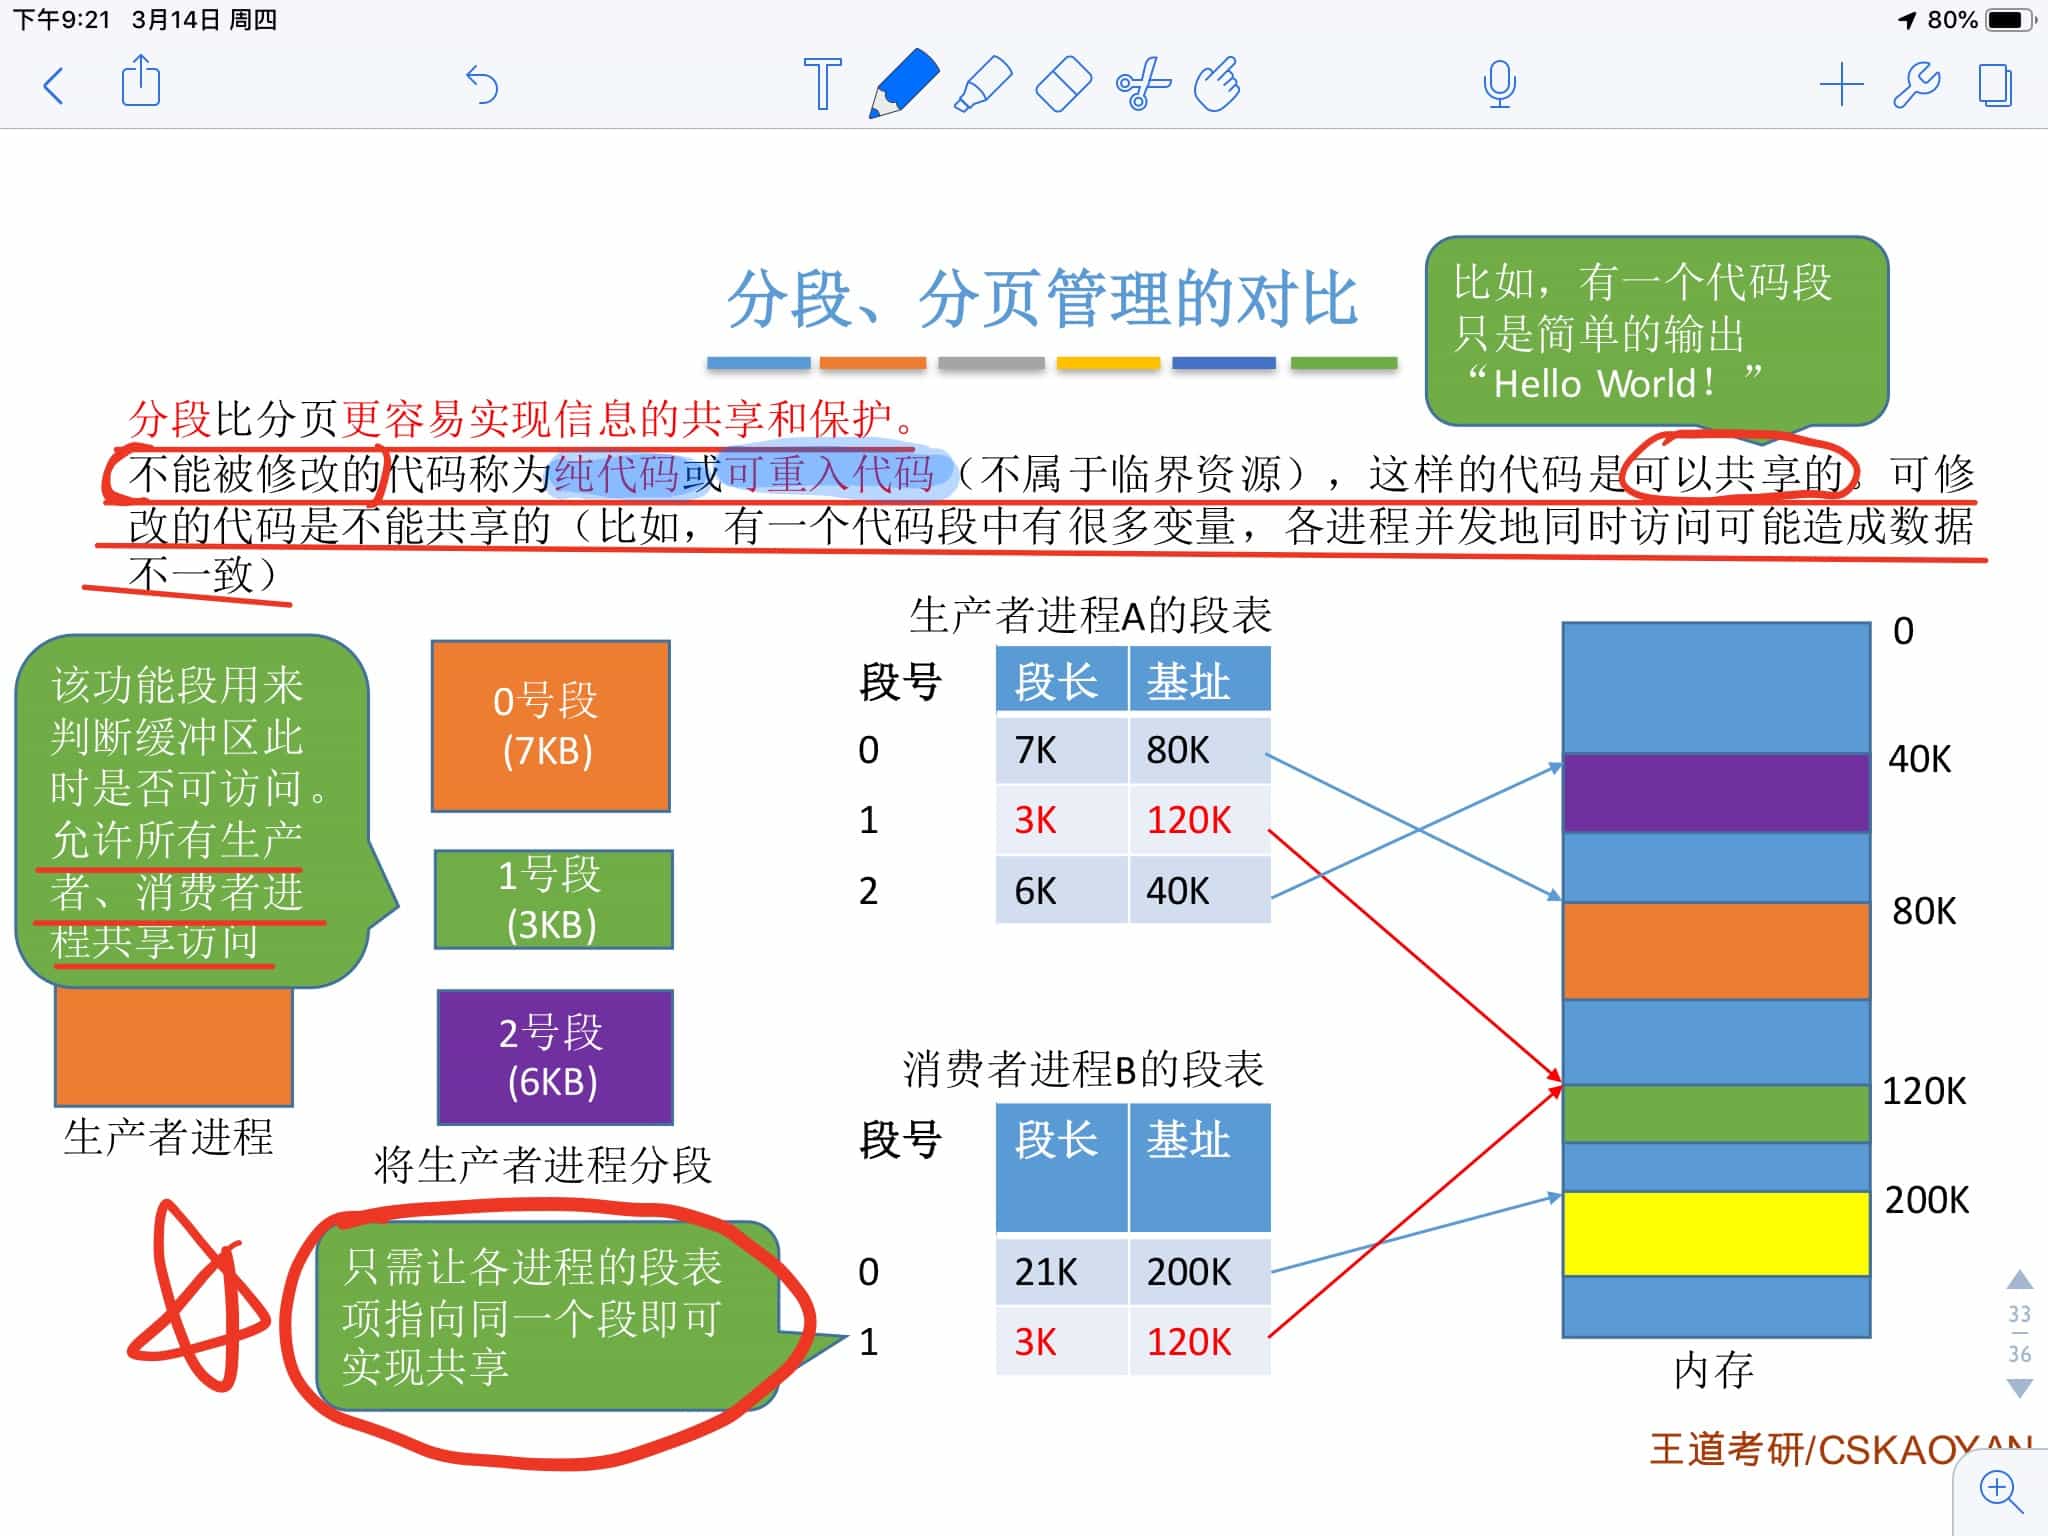 下午9:21 3月14日 周四
80%
分段、分页管理的对比
比如，有一个代码段
只是简单的输出
“Hello World！”
分段比分页更容易实现信息的共享和保护。
不能被修改的代码称为纯代码或可重入代码（不属于临界资源），这样的代码是可以共享的。可修
改的代码是不能共享的（比如，有一个代码段中有很多变量，各进程并发地同时访问可能造成数据
不一致）
该功能段用来
判断缓冲区此
时是否可访问。
允许所有生产
者、消费者进
程共享访问
生产者进程
0号段
(7KB)
1号段
(3KB)
2号段
(6KB)
将生产者进程分段
只需让各进程的段表
项指向同一个段即可
实现共享
生产者进程A的段表
段号 段长 基址
0 7K 80K
1 3K 120K
2 6K 40K
消费者进程B的段表
段号 段长 基址
0 21K 200K
1 3K 120K
0
40K
80K
120K
200K
内存
33
36
王道考研/CSKAOYAN